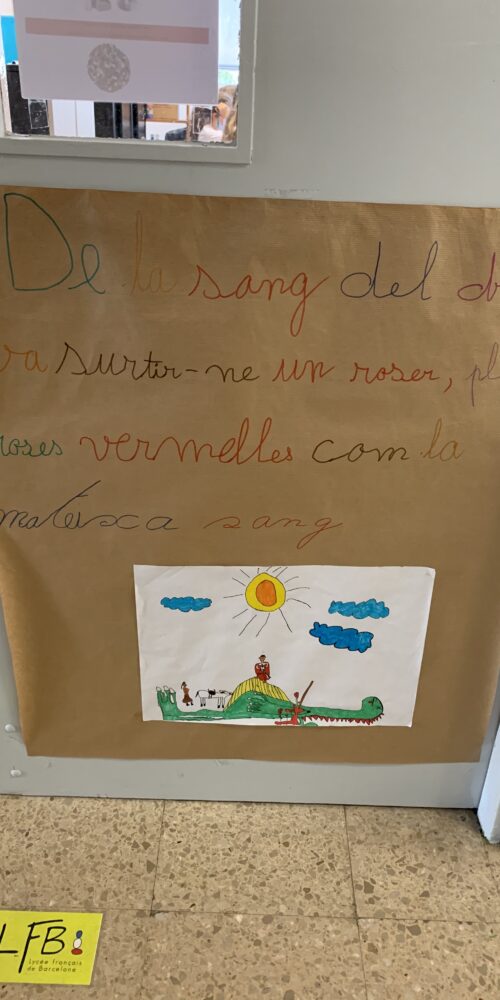 De la sang del
va surtir-ne un roser,
roses vermelles com la
mateixa sang
LFB
Lycée français
de Barcelone